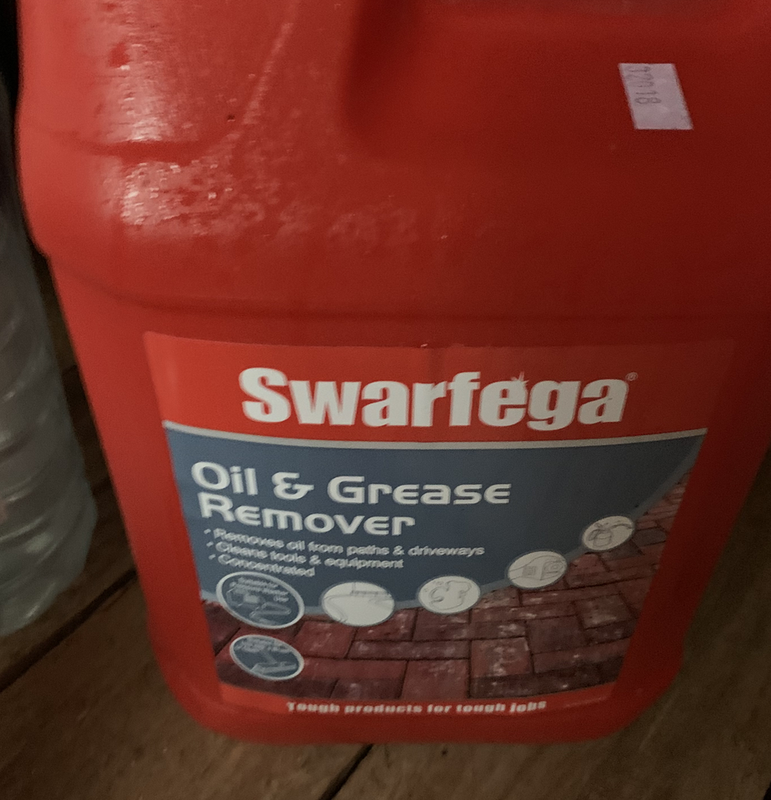 Swarfega®
Oil & Grease
Remover
✓ Removes oil from paths & driveways
✓ Cleans tools & equipment
✓ Concentrated
Tough products for tough jobs